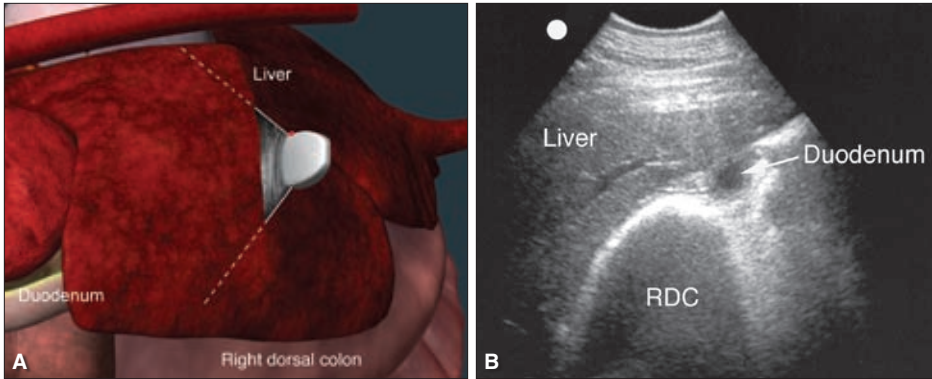 Liver
Duodenum
Right dorsal colon
A
Liver
Duodenum
RDC
B